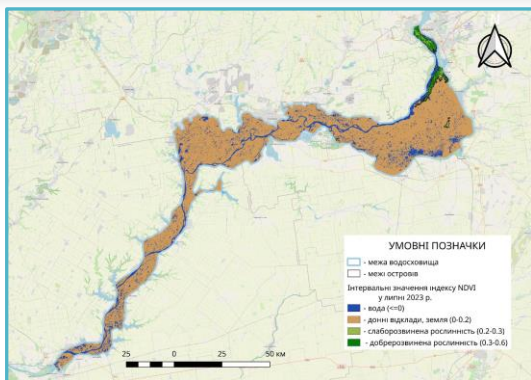 УМОВНІ ПОЗНАЧКИ
- межа водосховища
- межі островів
Інтервальні значення індексу NDVI
у липні 2023 р.
- вода (<=0)
- донні відклади, земля (0-0.2)
- слаборозвинена рослинність (0.2-0.3)
- добрерозвинена рослинність (0.3-0.6)
25 0 25 50 км